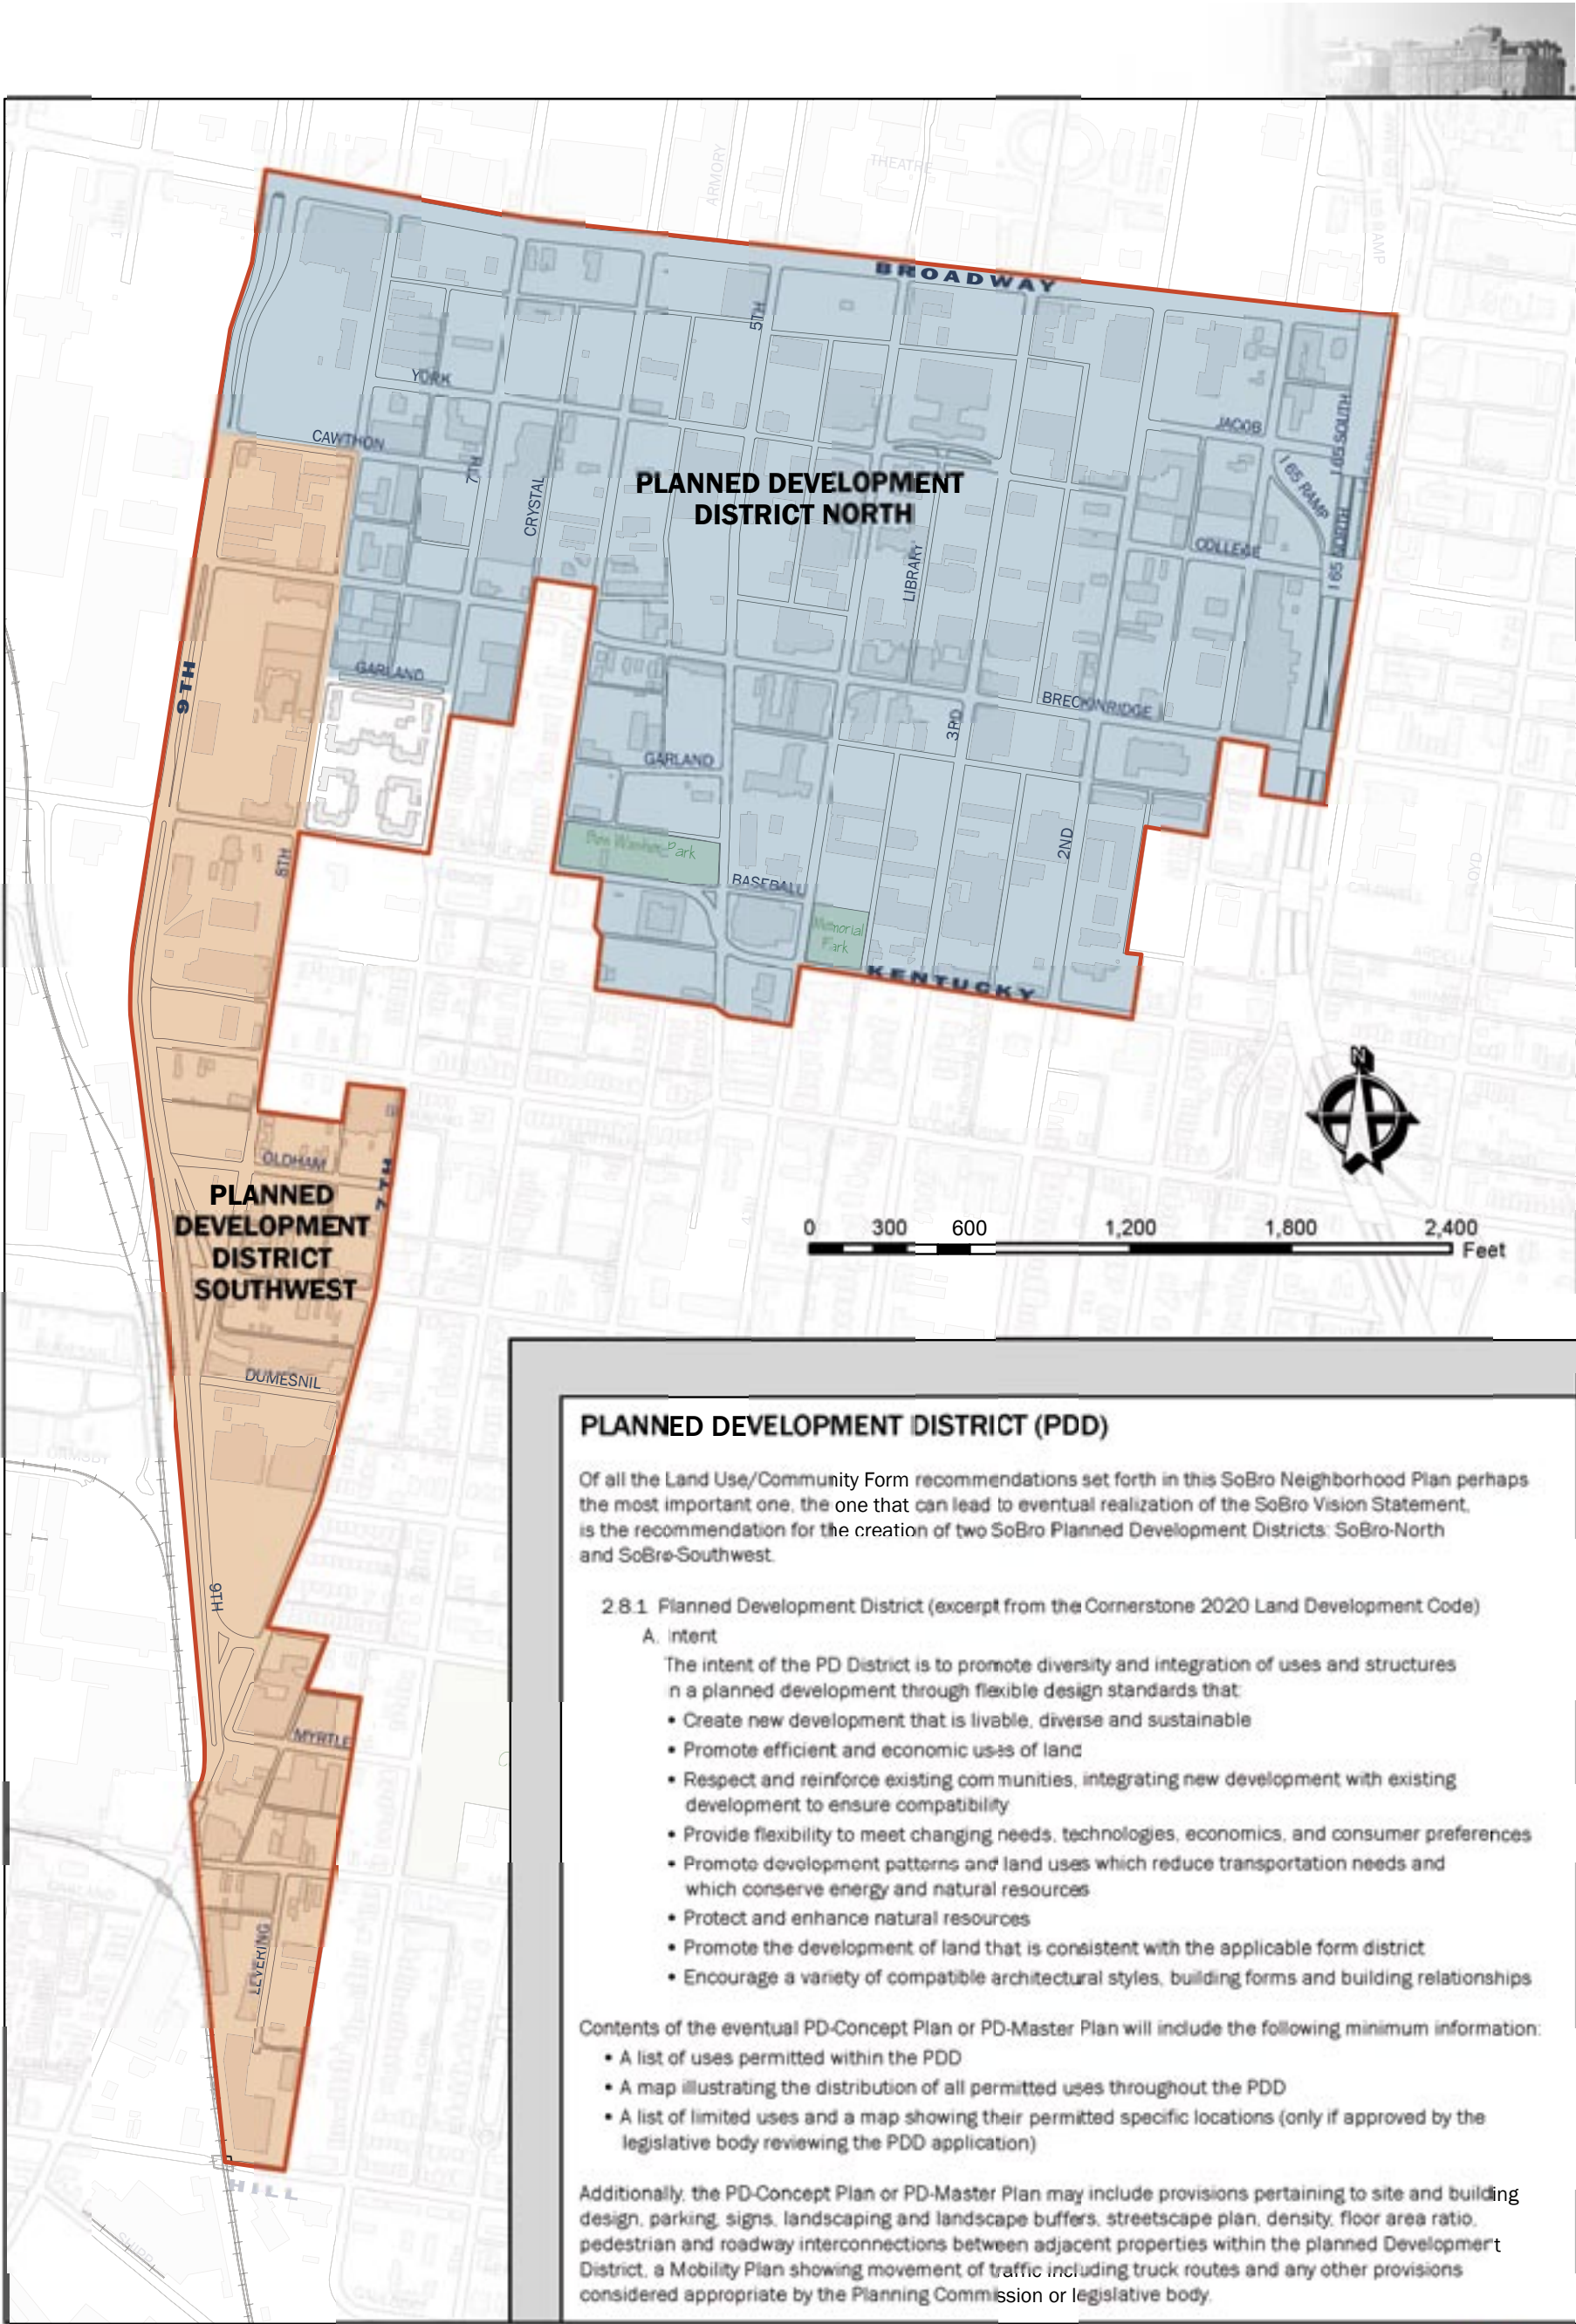 ARMORY
THEATRE
BROADWAY
5TH
YORK
CAWTHON
7TH
CRYSTAL
JACOB
I 65 SOUTH
I 65 RAMP
I 65 NORTH
COLLEGE
PLANNED DEVELOPMENT
DISTRICT NORTH
LIBRARY
9TH
GARLAND
BRECKINRIDGE
3RD
GARLAND
8TH
2ND
Ben Washer Park
BASEBALL
Memorial
Park
KENTUCKY
CALDWELL
LOYD
N
OLDHAM
7TH
PLANNED
DEVELOPMENT
DISTRICT
SOUTHWEST
0 300 600 1,200 1,800 2,400
Feet
DUMESNIL
ORMSBY
9TH
MYRTLE
LEVERING
HILL
PLANNED DEVELOPMENT DISTRICT (PDD)
Of all the Land Use/Community Form recommendations set forth in this SoBro Neighborhood Plan perhaps
the most important one, the one that can lead to eventual realization of the SoBro Vision Statement,
is the recommendation for the creation of two SoBro Planned Development Districts: SoBro-North
and SoBro-Southwest.
2.8.1 Planned Development District (excerpt from the Cornerstone 2020 Land Development Code)
A. Intent
The intent of the PD District is to promote diversity and integration of uses and structures
n a planned development through flexible design standards that:
• Create new development that is livable, diverse and sustainable
• Promote efficient and economic uses of land
• Respect and reinforce existing communities, integrating new development with existing
development to ensure compatibility
• Provide flexibility to meet changing needs, technologies, economics, and consumer preferences
• Promote development patterns and land uses which reduce transportation needs and
which conserve energy and natural resources
• Protect and enhance natural resources
• Promote the development of land that is consistent with the applicable form district
• Encourage a variety of compatible architectural styles, building forms and building relationships
Contents of the eventual PD-Concept Plan or PD-Master Plan will include the following minimum information:
• A list of uses permitted within the PDD
• A map illustrating the distribution of all permitted uses throughout the PDD
• A list of limited uses and a map showing their permitted specific locations (only if approved by the
legislative body reviewing the PDD application)
Additionally, the PD-Concept Plan or PD-Master Plan may include provisions pertaining to site and building
design, parking, signs, landscaping and landscape buffers, streetscape plan, density, floor area ratio,
pedestrian and roadway interconnections between adjacent properties within the planned Development
District, a Mobility Plan showing movement of traffic including truck routes and any other provisions
considered appropriate by the Planning Commission or legislative body.